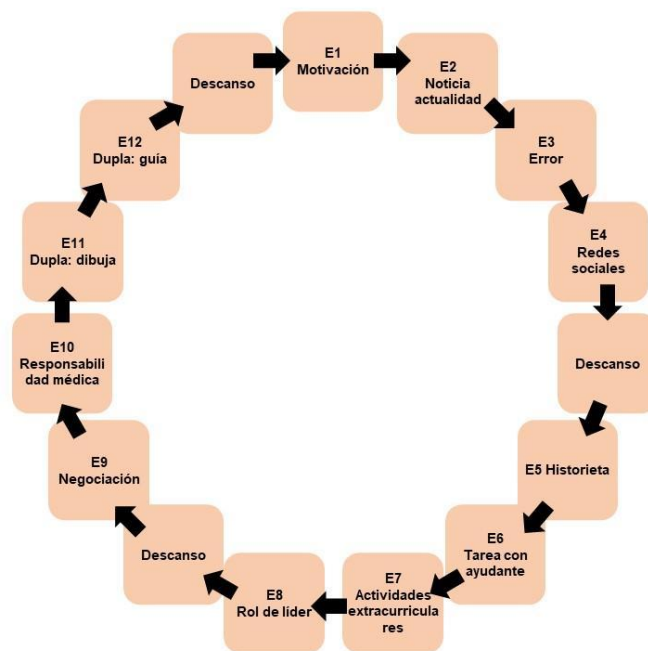 E1
Motivación
E2
Noticia
actualidad
E3
Error
E4
Redes
sociales
Descanso
E5 Historieta
E6
Tarea con
ayudante
E7
Actividades
extracurricula
res
E8
Rol de líder
Descanso
E9
Negociación
E10
Responsabili
dad médica
E11
Dupla: dibuja
E12
Dupla: guía
Descanso